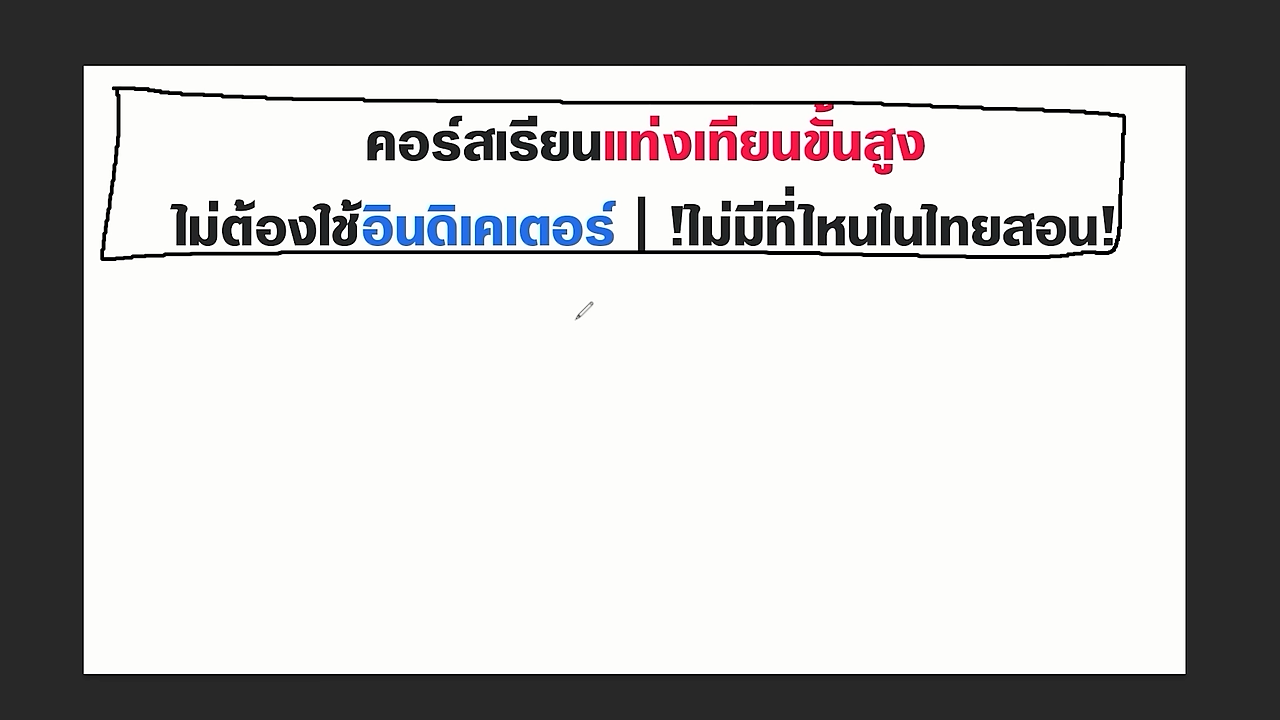 คอร์สเรียนแท่งเทียนขั้นสูง
ไม่ต้องใช้อินดิเคเตอร์ | !ไม่มีที่ไหนในไทยสอน!